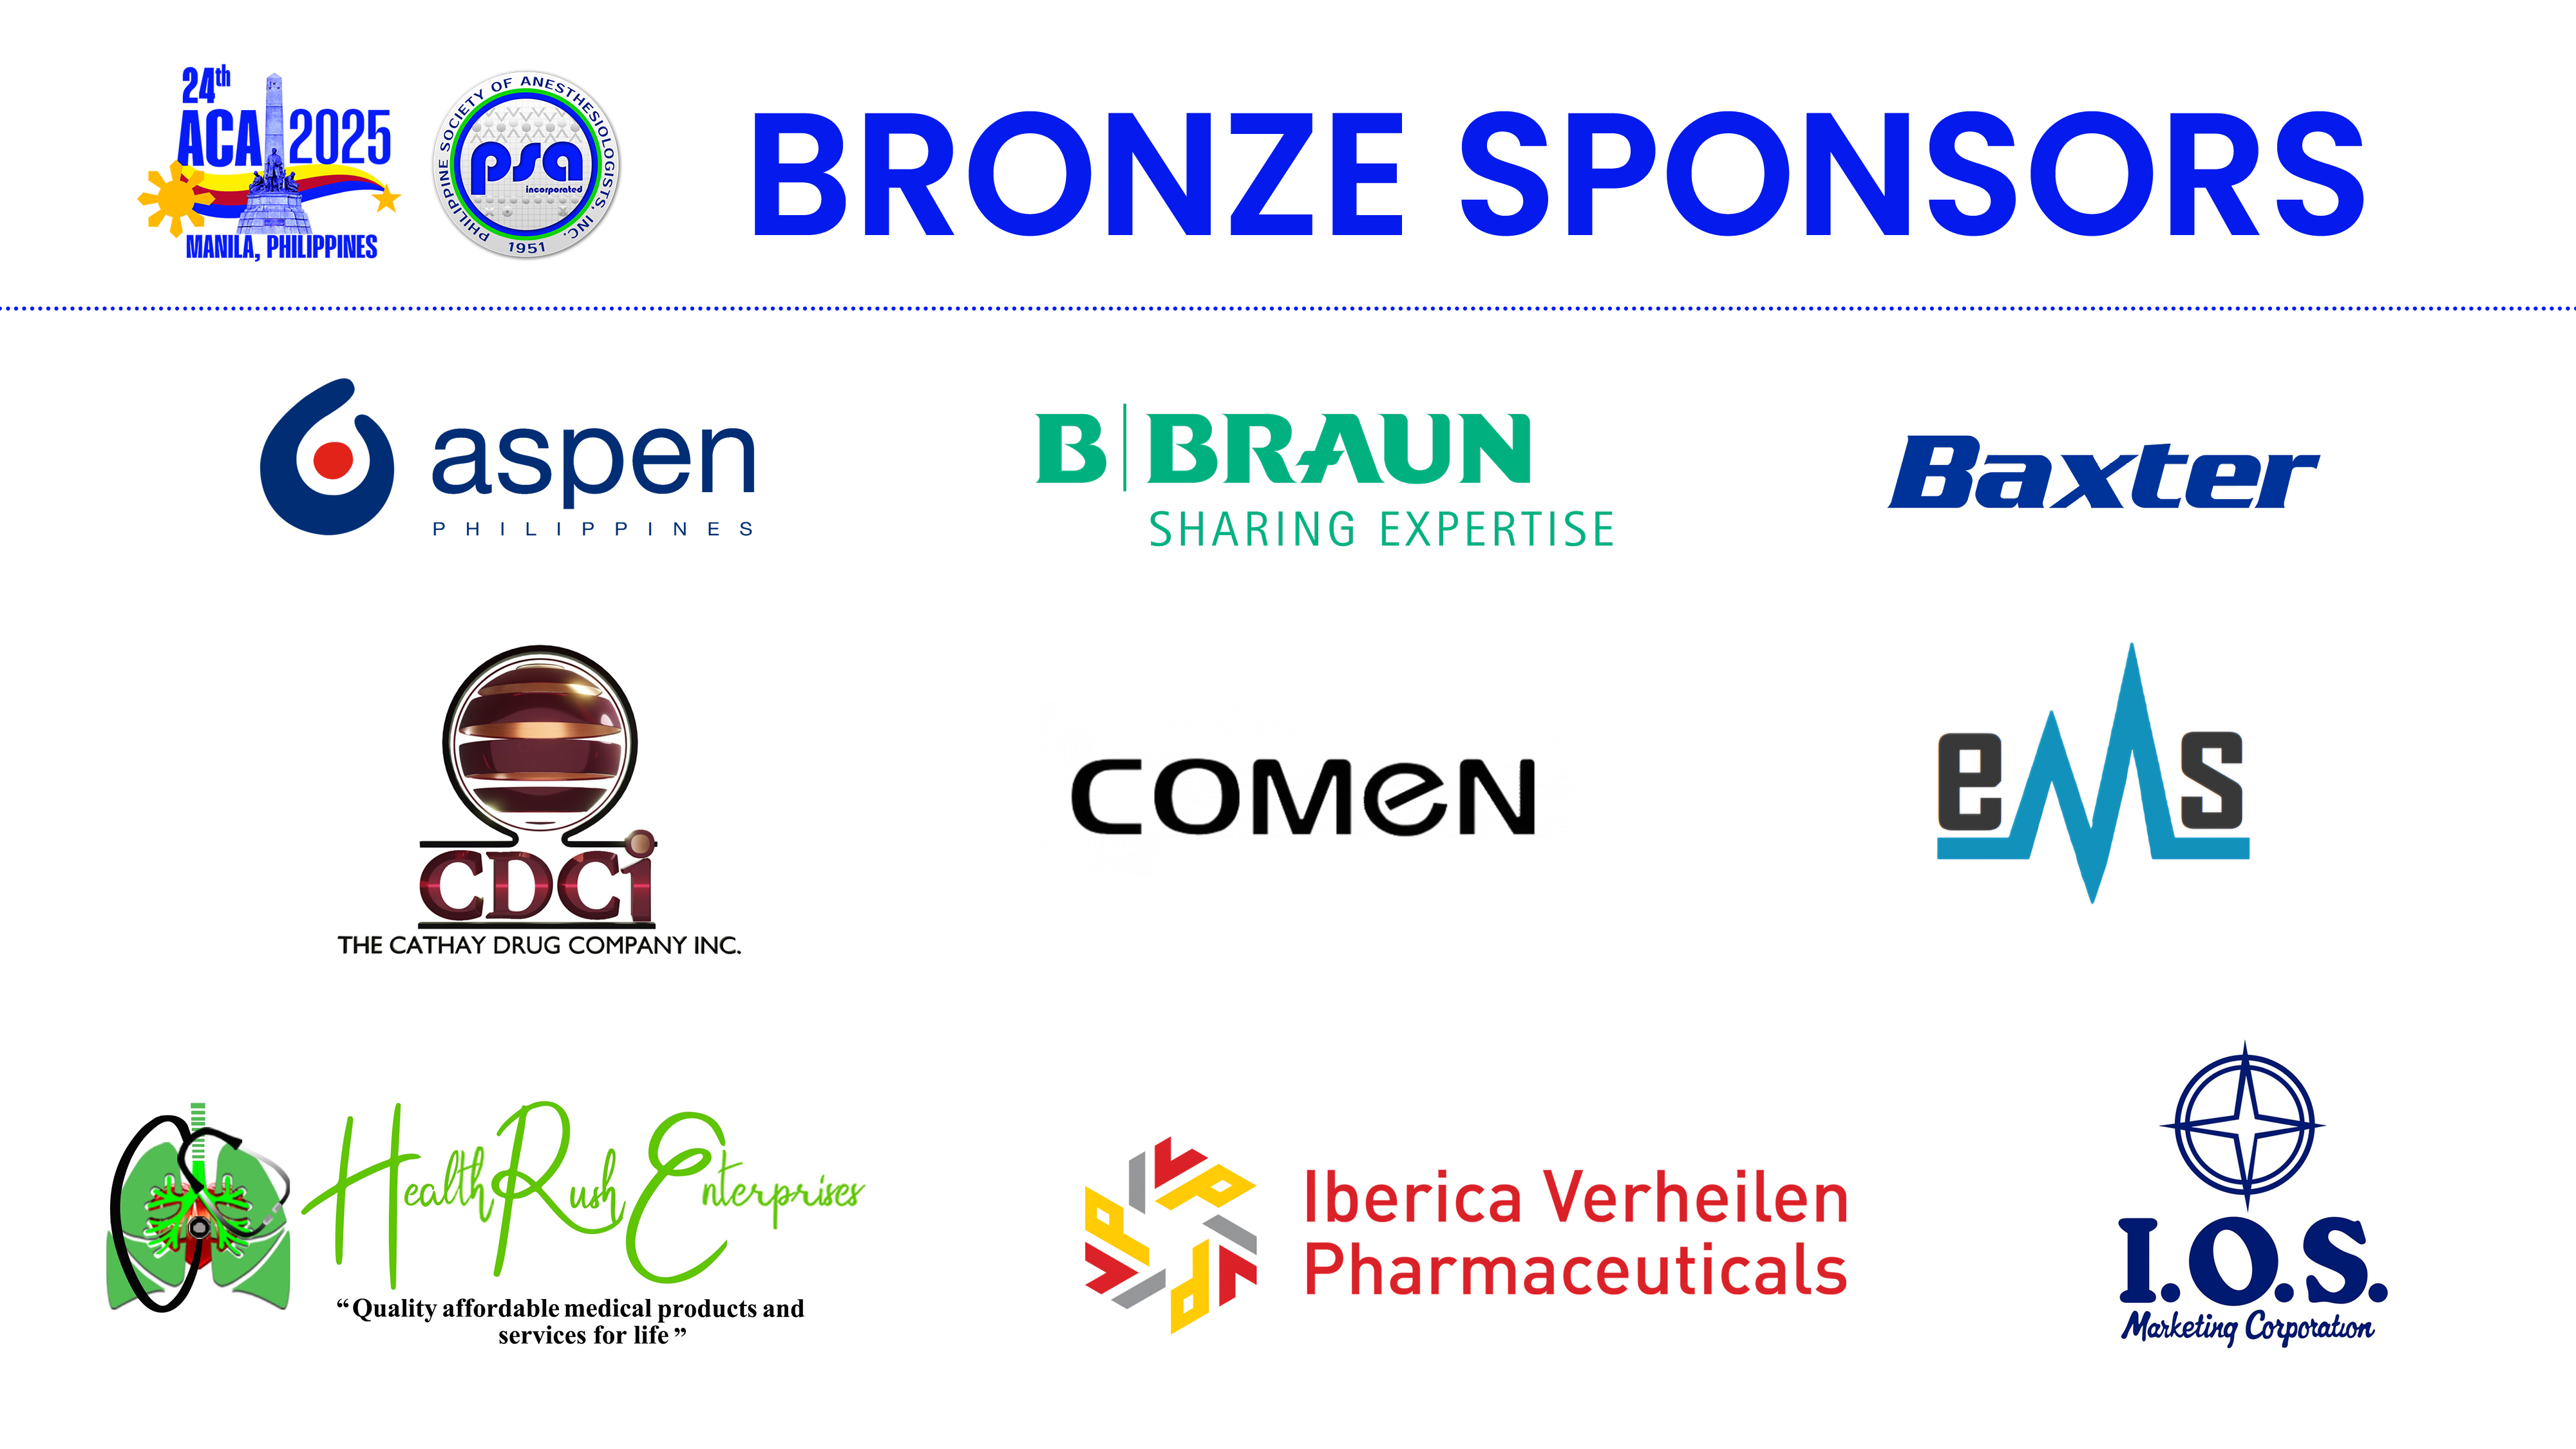 24th
ACA 2025
MANILA, PHILIPPINES
PHILIPPINE SOCIETY OF ANESTHESIOLOGISTS, INC.
psa
incorporated
1951
BRONZE SPONSORS
aspen
PHILIPPINES
B BRAUN
SHARING EXPERTISE
Baxter
CDCi
THE CATHAY DRUG COMPANY INC.
COMeN
eMs
Health Rush Enterprises
“Quality affordable medical products and
services for life”
Iberica Verheilen
Pharmaceuticals
I.O.S.
Marketing Corporation